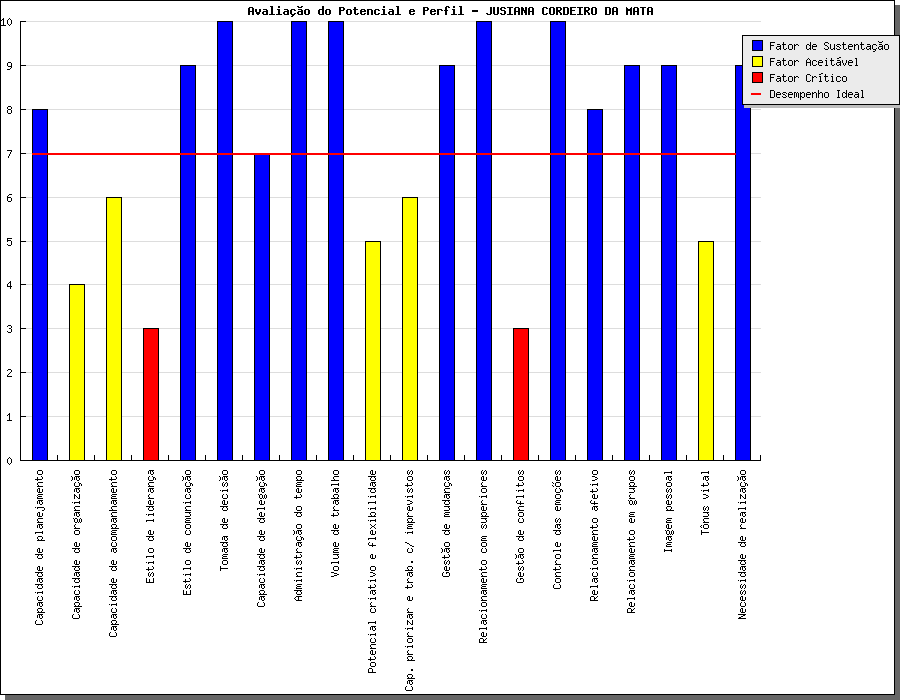 Avaliação do Potencial e Perfil - JUSIANA CORDEIRO DA MATA
Fator de Sustentação
Fator Aceitável
Fator Crítico
Desempenho Ideal
10
9
8
7
6
5
4
3
2
1
0
Capacidade de planejamento
Capacidade de organização
Capacidade de acompanhamento
Estilo de liderança
Estilo de comunicação
Tomada de decisão
Capacidade de delegação
Administração do tempo
Volume de trabalho
Potencial criativo e flexibilidade
Cap. priorizar e trab. c/ imprevistos
Gestão de mudanças
Relacionamento com superiores
Gestão de conflitos
Controle das emoções
Relacionamento afetivo
Relacionamento em grupos
Imagem pessoal
Tônus vital
Necessidade de realização